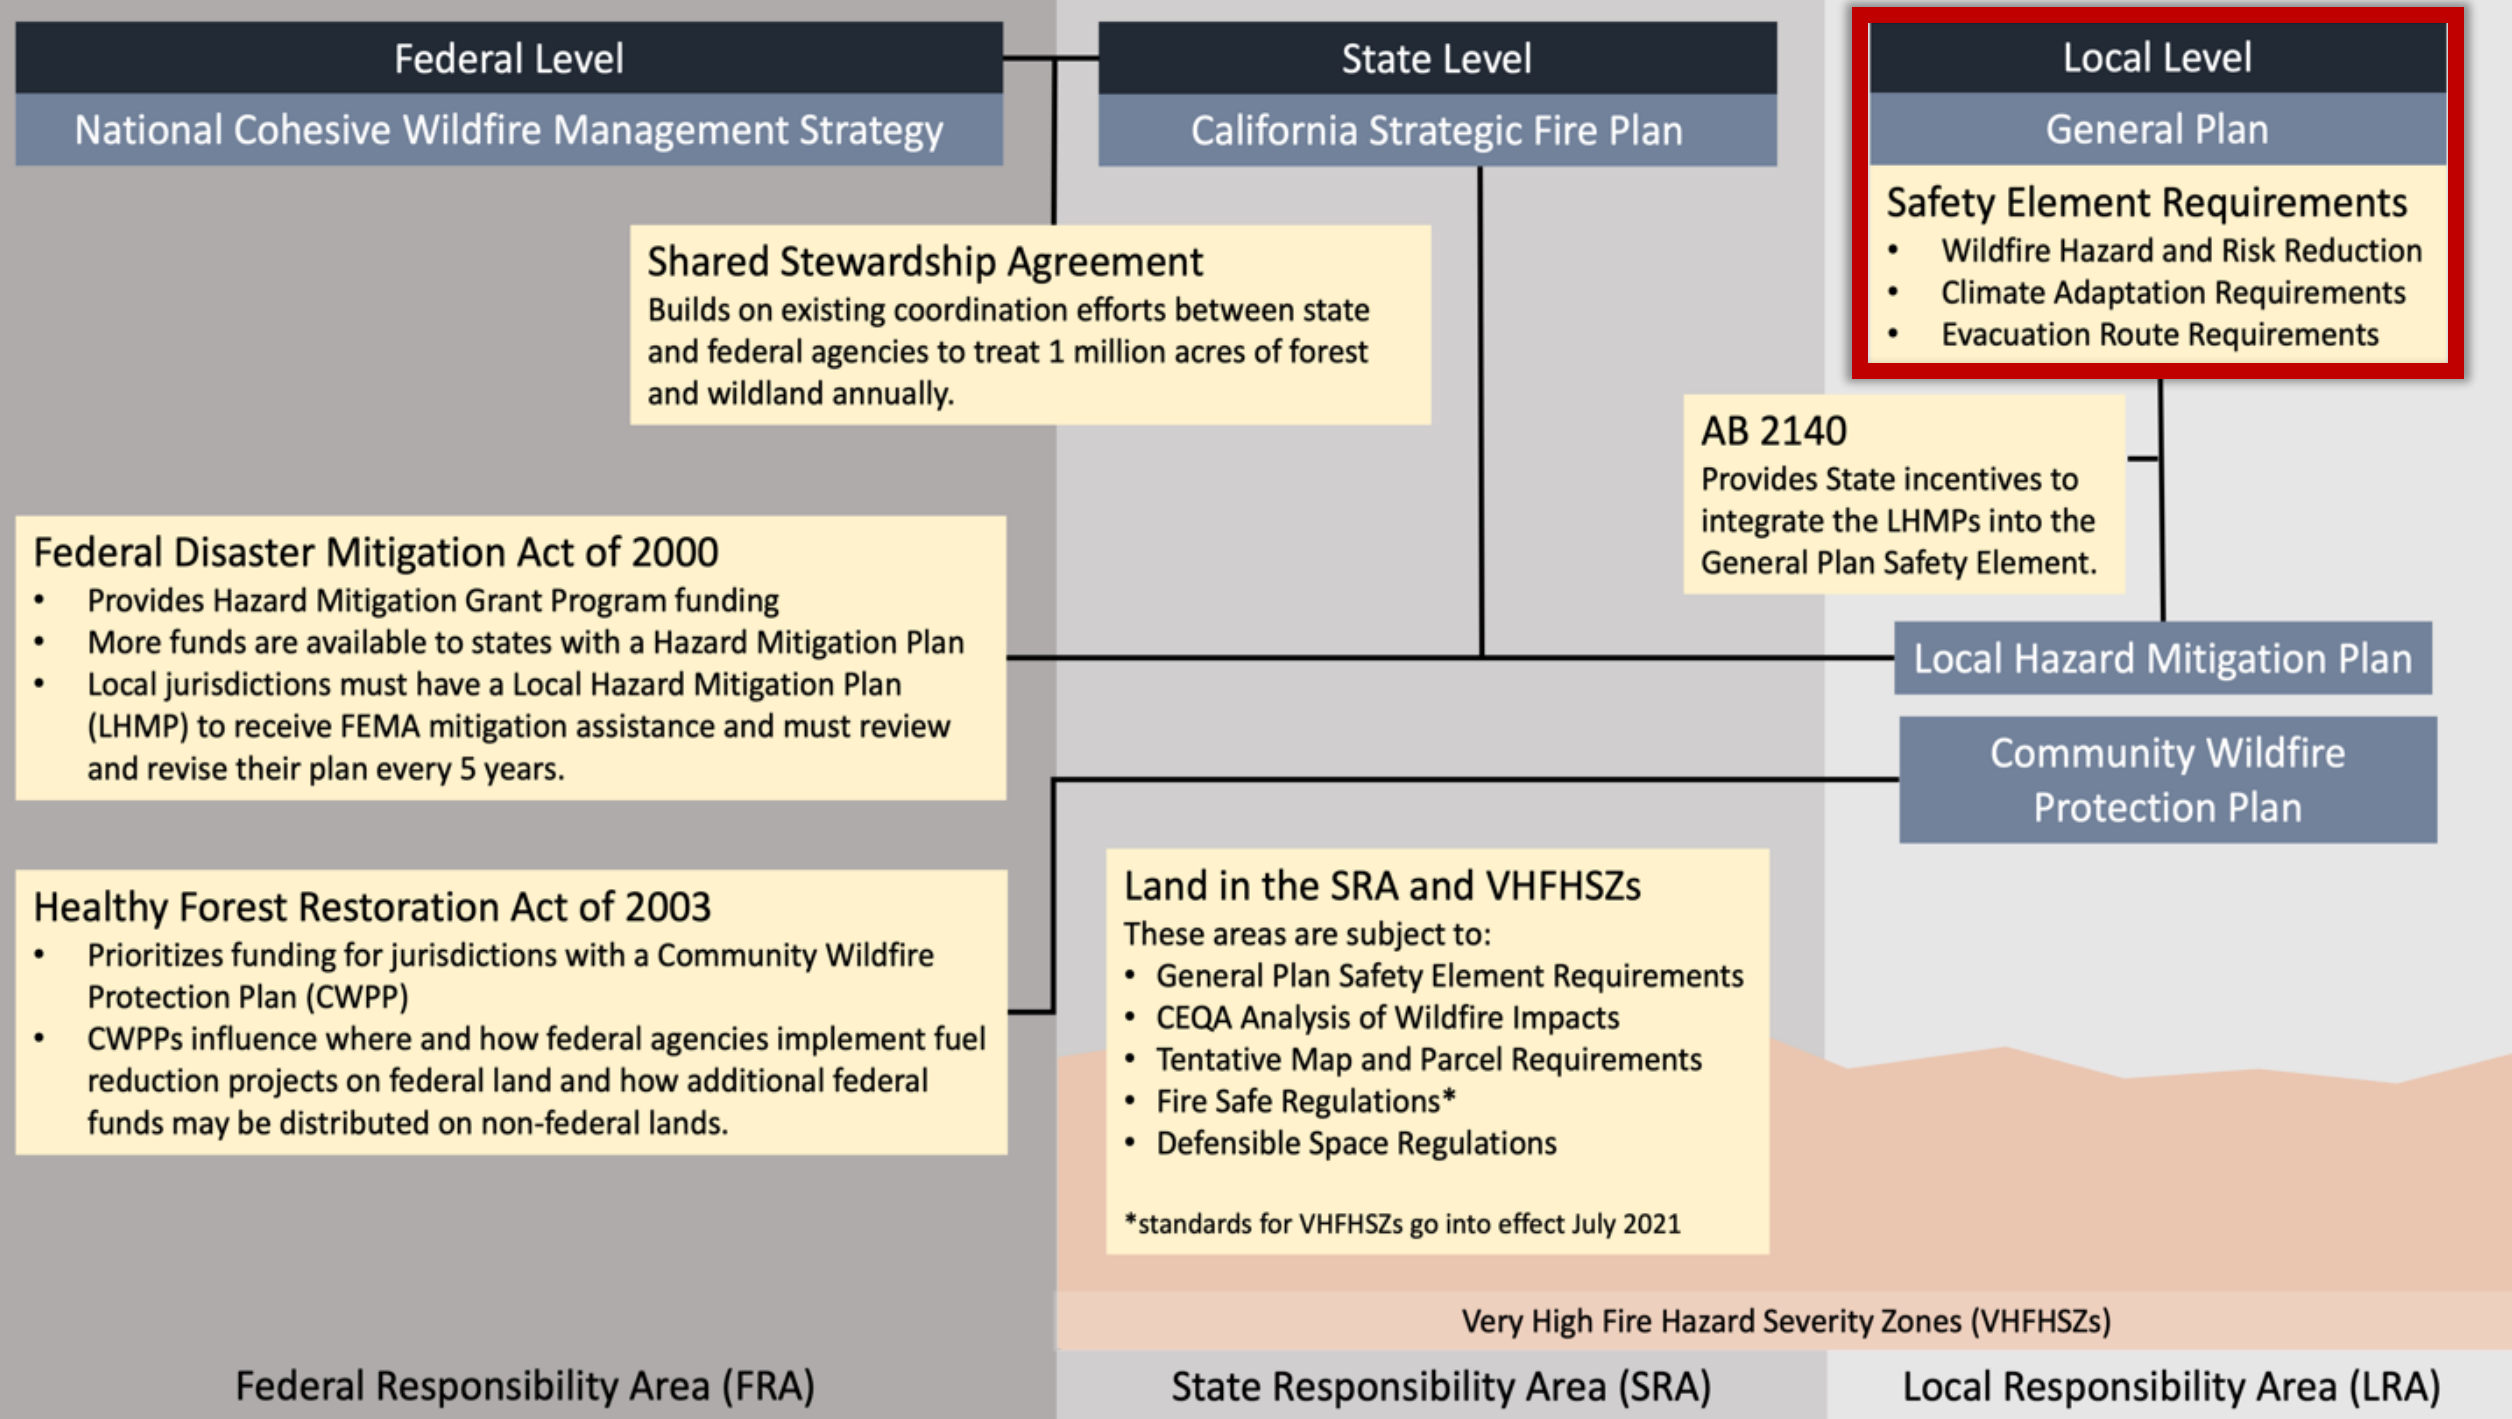 Federal Level
National Cohesive Wildfire Management Strategy
State Level
California Strategic Fire Plan
Local Level
General Plan
Safety Element Requirements
• Wildfire Hazard and Risk Reduction
• Climate Adaptation Requirements
• Evacuation Route Requirements
Shared Stewardship Agreement
Builds on existing coordination efforts between state
and federal agencies to treat 1 million acres of forest
and wildland annually.
AB 2140
Provides State incentives to
integrate the LHMPs into the
General Plan Safety Element.
Federal Disaster Mitigation Act of 2000
• Provides Hazard Mitigation Grant Program funding
• More funds are available to states with a Hazard Mitigation Plan
• Local jurisdictions must have a Local Hazard Mitigation Plan
(LHMP) to receive FEMA mitigation assistance and must review
and revise their plan every 5 years.
Local Hazard Mitigation Plan
Community Wildfire
Protection Plan
Healthy Forest Restoration Act of 2003
• Prioritizes funding for jurisdictions with a Community Wildfire
Protection Plan (CWPP)
• CWPPs influence where and how federal agencies implement fuel
reduction projects on federal land and how additional federal
funds may be distributed on non-federal lands.
Land in the SRA and VHFHSZs
These areas are subject to:
• General Plan Safety Element Requirements
• CEQA Analysis of Wildfire Impacts
• Tentative Map and Parcel Requirements
• Fire Safe Regulations*
• Defensible Space Regulations
*standards for VHFHSZs go into effect July 2021
Very High Fire Hazard Severity Zones (VHFHSZs)
Federal Responsibility Area (FRA)
State Responsibility Area (SRA)
Local Responsibility Area (LRA)